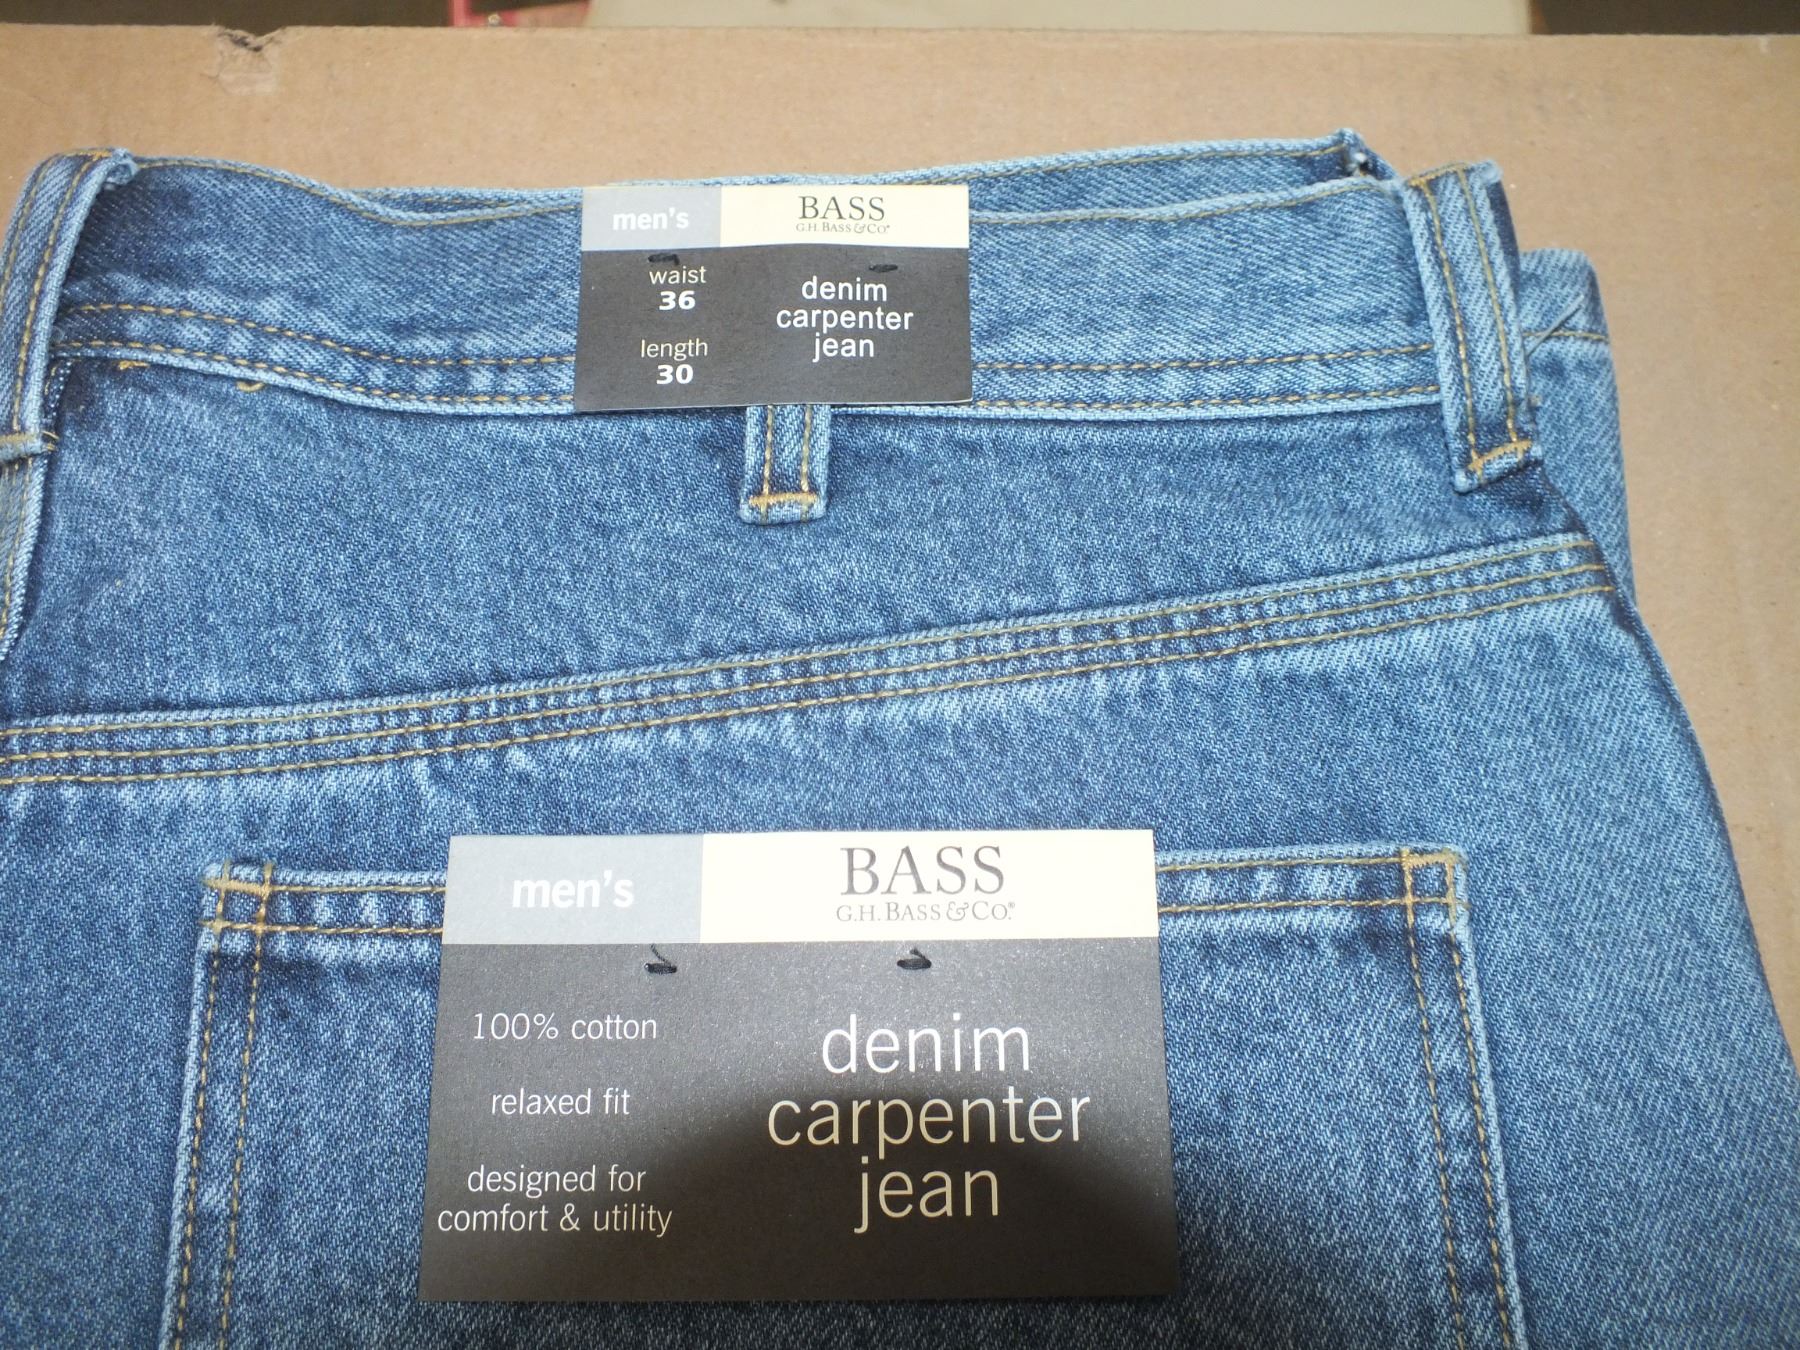 men's
BASS
G.H. BASS & CO®
waist
36
length
30
denim
carpenter
jean
men's
BASS
G.H. BASS & CO.®
100% cotton
relaxed fit
designed for
comfort & utility
denim
carpenter
jean